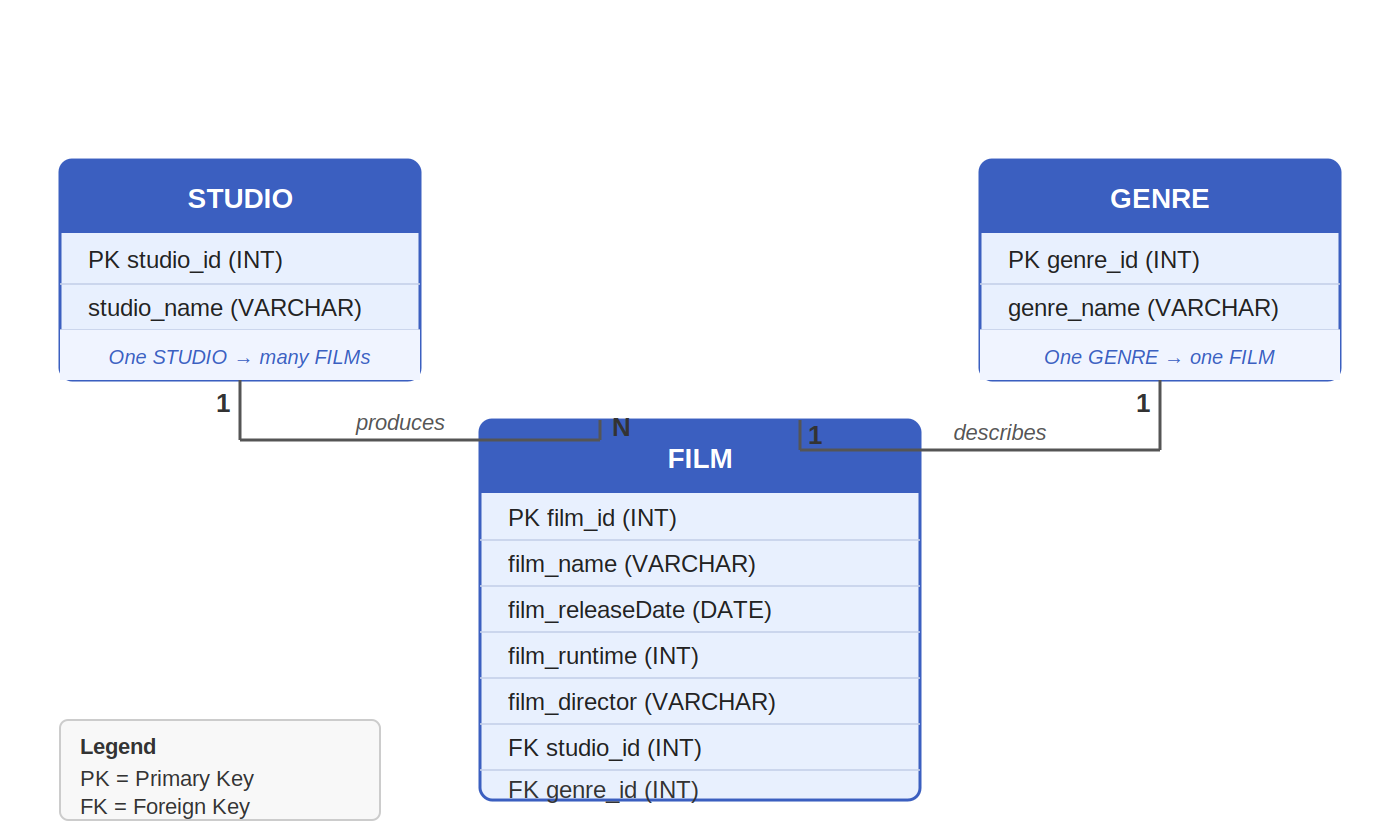 STUDIO
PK studio_id (INT)
studio_name (VARCHAR)
One STUDIO → many FILMs
GENRE
PK genre_id (INT)
genre_name (VARCHAR)
One GENRE → one FILM
1
produces
N
1
describes
1
FILM
PK film_id (INT)
film_name (VARCHAR)
film_releaseDate (DATE)
film_runtime (INT)
film_director (VARCHAR)
FK studio_id (INT)
FK genre_id (INT)
Legend
PK = Primary Key
FK = Foreign Key